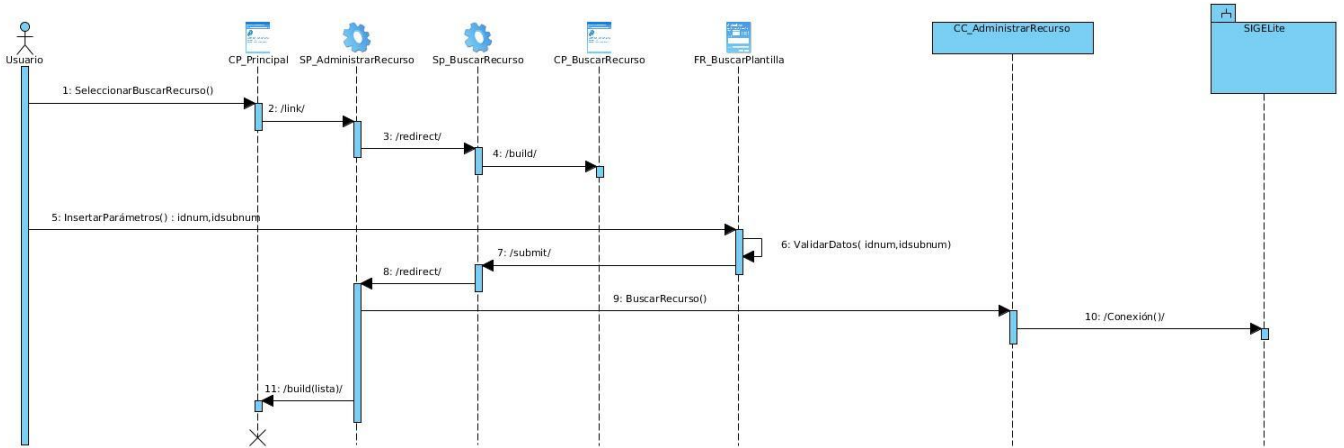 SIGELite
CC_AdministrarRecurso
Usuario
CP_Principal
SP_AdministrarRecurso
Sp_BuscarRecurso
CP_BuscarRecurso
FR_BuscarPlantilla
1: SeleccionarBuscarRecurso()
2: /link/
3: /redirect/
4: /build/
5: InsertarParámetros() : idnum,idsubnum
6: ValidarDatos( idnum,idsubnum)
7: /submit/
8: /redirect/
9: BuscarRecurso()
10: /Conexión()/
11: /build(lista)/